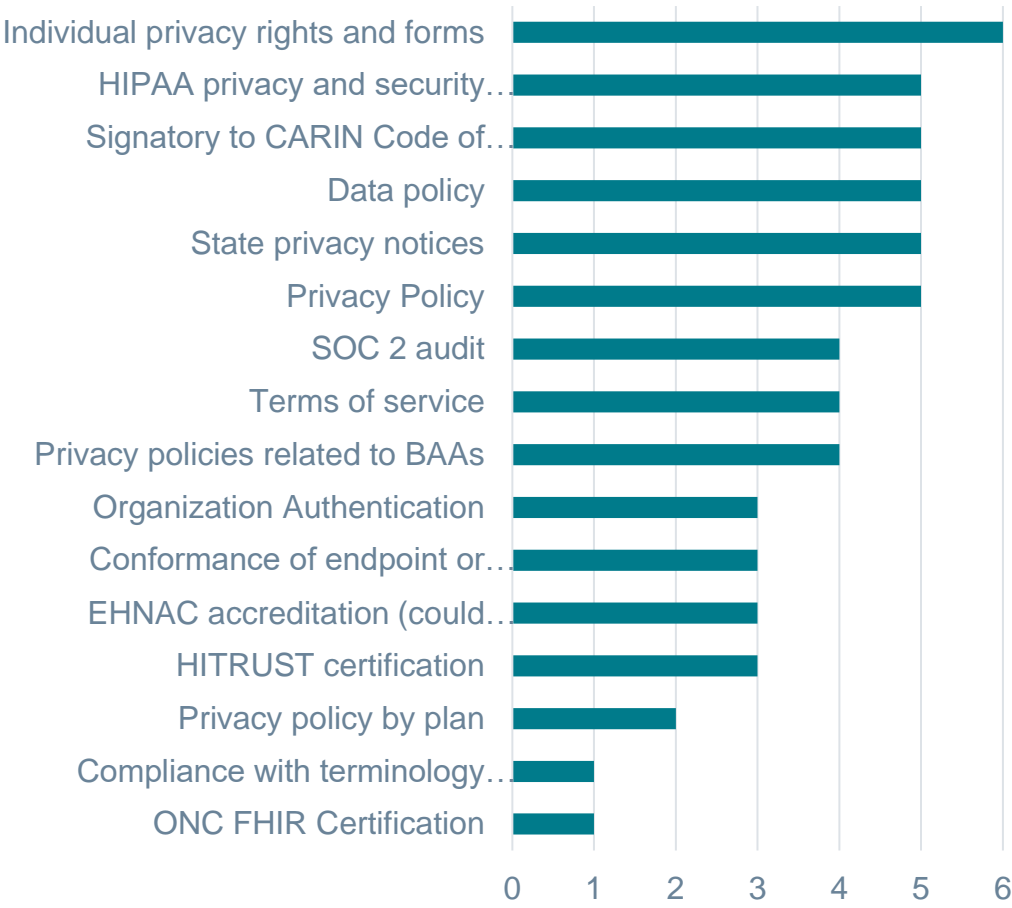 Individual privacy rights and forms
HIPAA privacy and security…
Signatory to CARIN Code of…
Data policy
State privacy notices
Privacy Policy
SOC 2 audit
Terms of service
Privacy policies related to BAAs
Organization Authentication
Conformance of endpoint or…
EHNAC accreditation (could…
HITRUST certification
Privacy policy by plan
Compliance with terminology…
ONC FHIR Certification
0 1 2 3 4 5 6